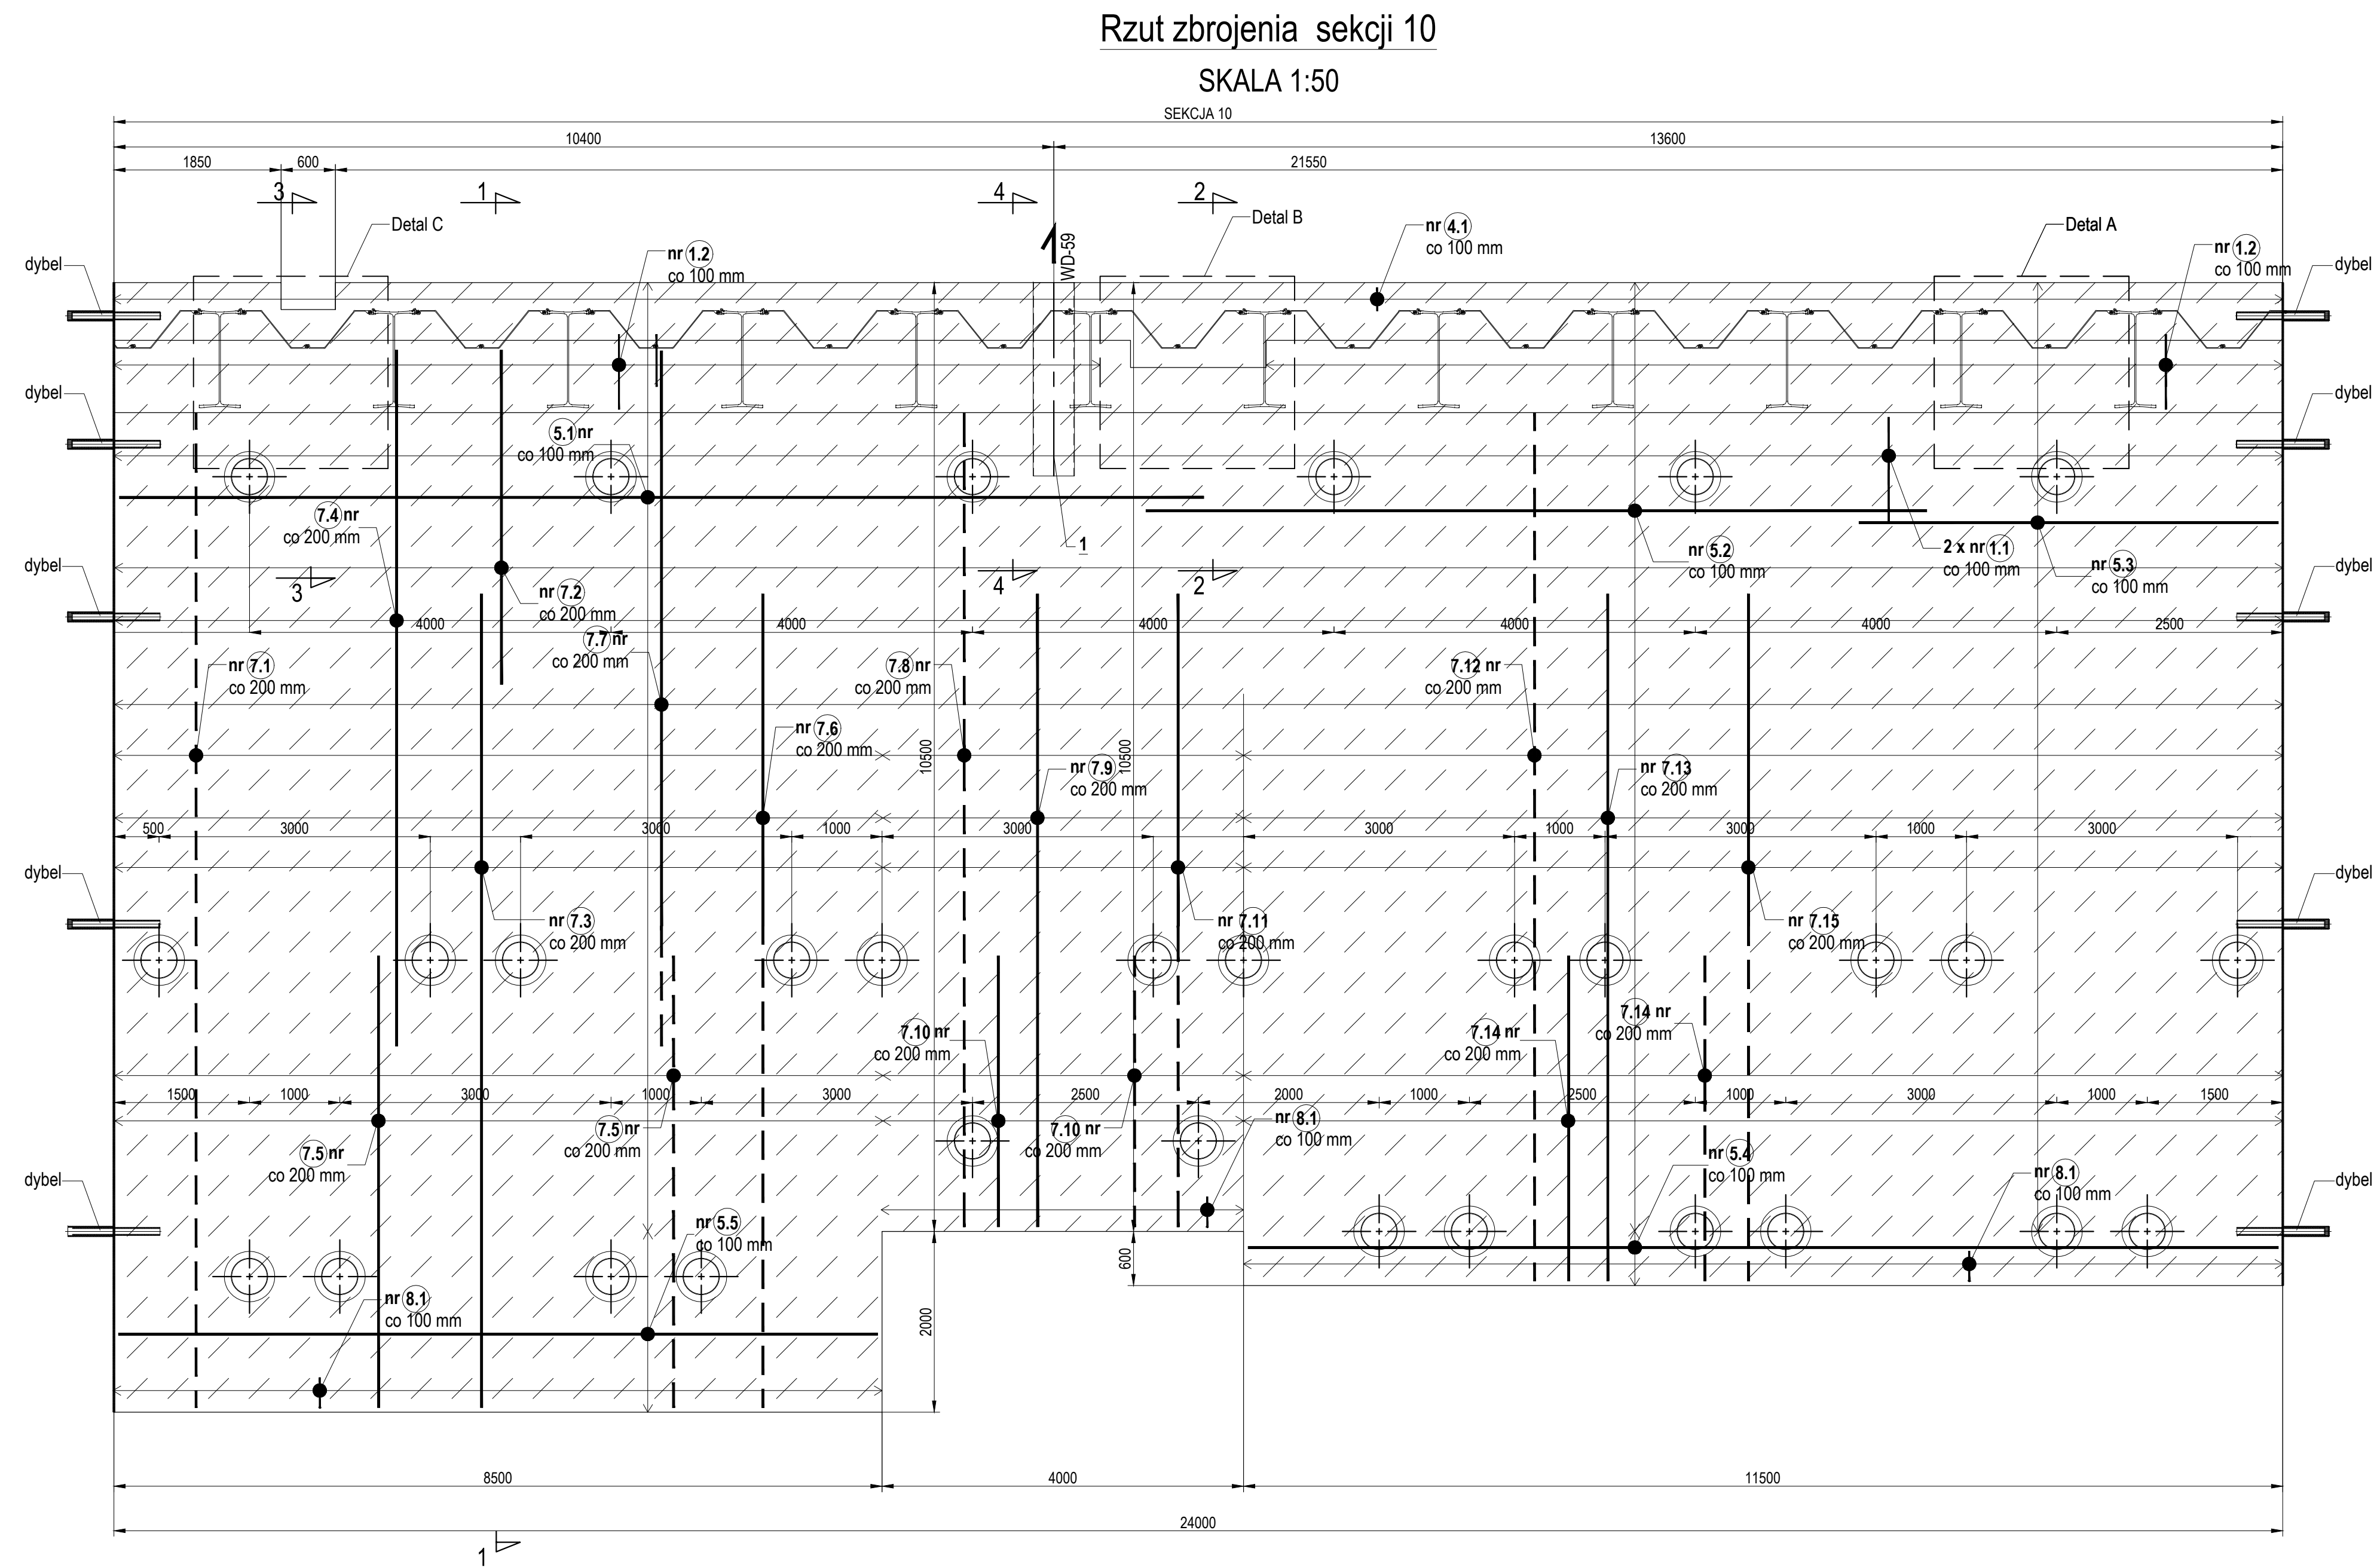 Rzut zbrojenia sekcji 10
SKALA 1:50
SEKCJA 10
10400
13600
1850
600
21550
3
1
4
2
Detal C
Detal B
Detal A
nr 4.1
co 100 mm
nr 1.2
co 100 mm
nr 1.2
co 100 mm
WD-59
dybel
dybel
dybel
dybel
5.1 nr
co 100 mm
7.4 nr
co 200 mm
1
nr 5.2
co 100 mm
2 x nr 1.1
co 100 mm
nr 5.3
co 100 mm
dybel
dybel
3
4
2
nr 7.2
co 200 mm
4000
4000
4000
4000
4000
2500
7.7 nr
co 200 mm
nr 7.1
co 200 mm
7.8 nr
co 200 mm
7.12 nr
co 200 mm
nr 7.6
co 200 mm
10500
10500
nr 7.9
co 200 mm
nr 7.13
co 200 mm
500
3000
3000
1000
3000
3000
1000
3000
1000
3000
dybel
dybel
nr 7.3
co 200 mm
nr 7.11
co 200 mm
nr 7.15
co 200 mm
7.10 nr
co 200 mm
7.14 nr
co 200 mm
7.14 nr
co 200 mm
1500
1000
3000
1000
3000
2500
2000
1000
2500
1000
3000
1000
1500
7.5 nr
co 200 mm
7.5 nr
co 200 mm
7.10 nr
co 200 mm
nr 8.1
co 100 mm
nr 5.4
co 100 mm
nr 8.1
co 100 mm
dybel
dybel
nr 5.5
co 100 mm
600
nr 8.1
co 100 mm
2000
8500
4000
11500
24000
1